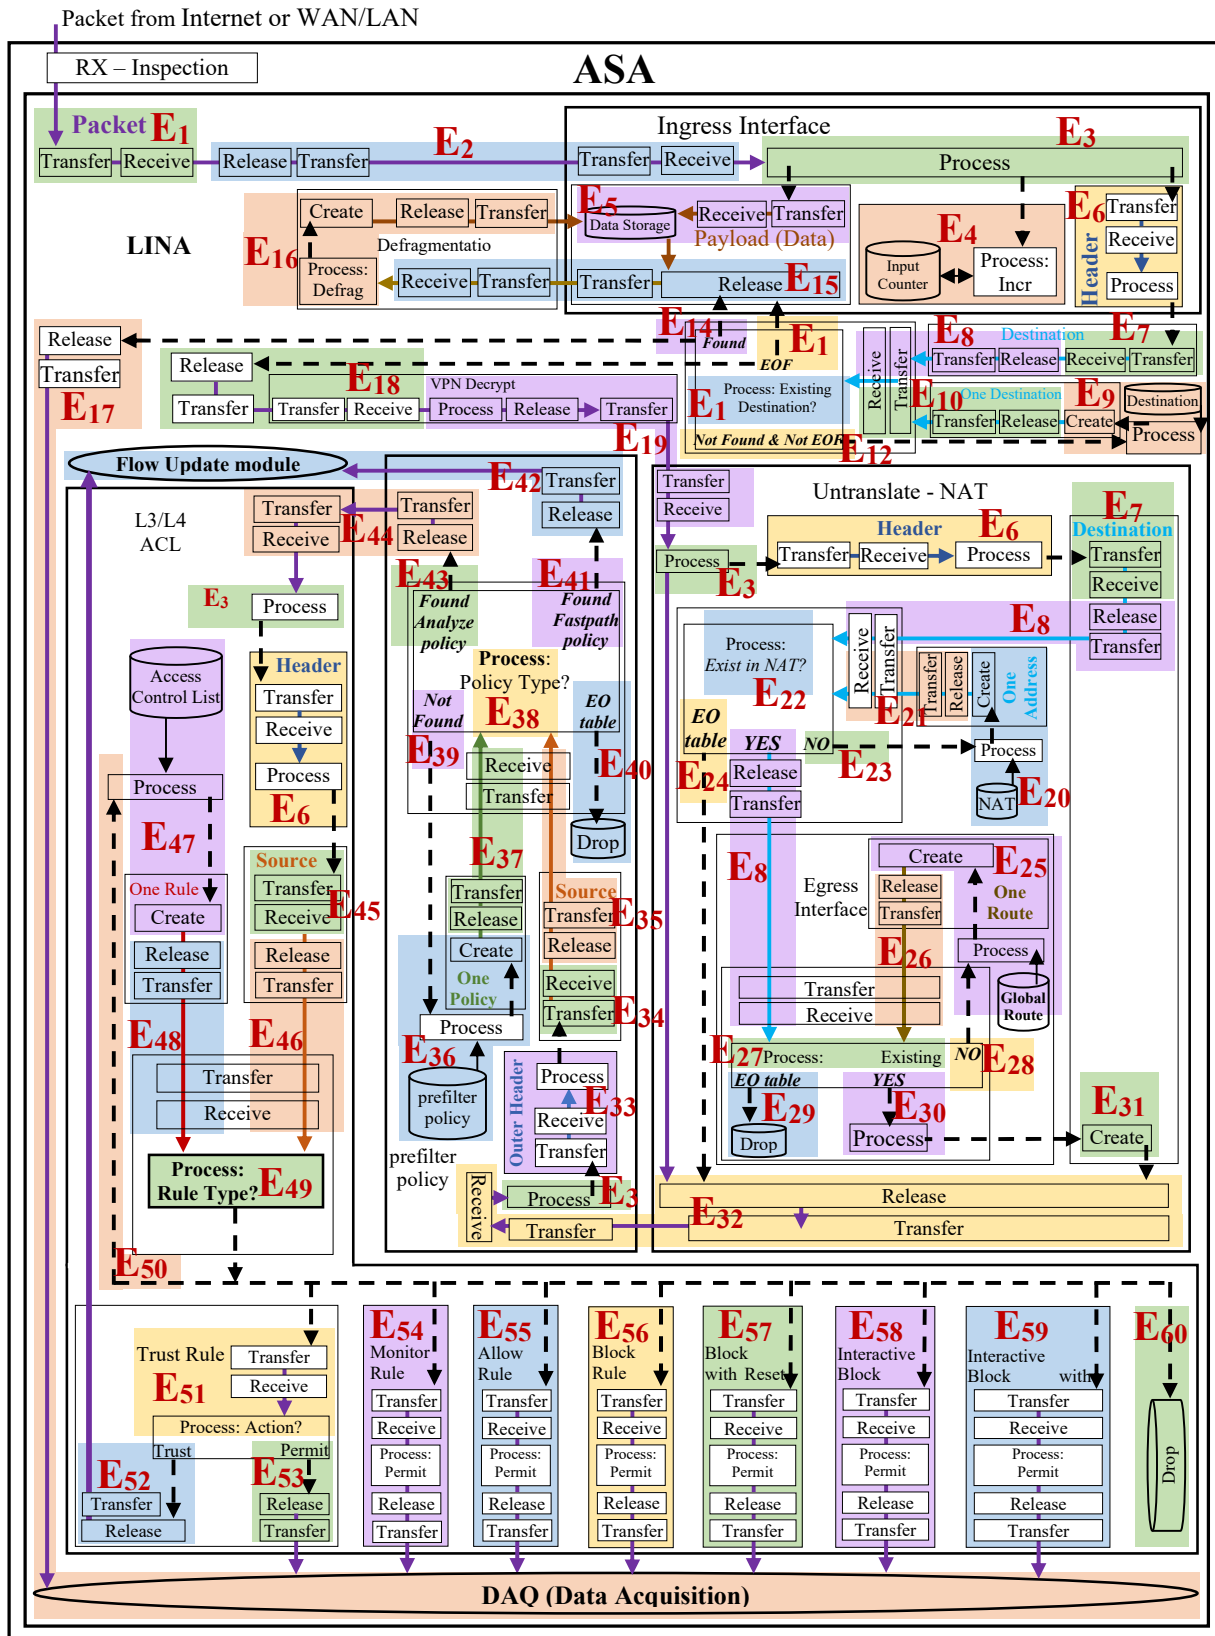 Packet from Internet or WAN/LAN
RX – Inspection
ASA
Packet
E1
E2
Ingress Interface
E3
Transfer
Receive
Release
Transfer
Transfer
Receive
Process
Create
Release
Transfer
E5
Data Storage
Receive
Transfer
Payload (Data)
E6
Transfer
Receive
Process
Header
E4
Input
Counter
Process:
Incr
LINA
Defragmentatio
E16
Process:
Defrag
Receive
Transfer
Transfer
Release
E15
Release
Transfer
E17
E14
Found
E1
EOF
Receive
Transfer
E8
Destination
E7
Transfer
Release
Receive
Transfer
Release
Transfer
E18
VPN Decrypt
Transfer
Receive
Process
Release
Transfer
E1
Process: Existing
Destination?
E10
One Destination
E9
Transfer
Release
Create
Destination
Process
Not Found & Not EOF
E12
E19
Flow Update module
E42
Transfer
Release
Transfer
Receive
Untranslate - NAT
L3/L4
ACL
Transfer
Receive
E44
Transfer
Release
Header
E6
Transfer
Receive
Process
E7
Destination
Transfer
Receive
Release
Transfer
Process
E3
E43
E41
Found
Analyze
policy
Found
Fastpath
policy
E3
Process
E8
Access
Control List
Header
Transfer
Receive
Process
E6
Process
E47
Process:
Policy Type?
Not
Found
E38
EO
table
E39
E40
Receive
Transfer
Drop
Process:
Exist in NAT?
E22
Receive
Transfer
E21
Transfer
Release
Create
One
Address
Process
NAT
E20
EO
table
YES
NO
E24
E23
Release
Transfer
E8
Create
E25
Egress
Interface
Release
Transfer
One
Route
E26
Process
Global
Route
Transfer
Receive
E27
Process:
Existing
NO
E28
EO table
YES
E29
E30
Drop
Process
E31
Create
E37
Transfer
Release
Create
One
Policy
Source
Transfer
Release
E35
Receive
Transfer
E34
Process
E36
prefilter
policy
prefilter
policy
Outer Header
Process
Receive
Transfer
E33
Process
E3
Receive
Transfer
E32
Release
Transfer
One Rule
Create
Release
Transfer
E48
Source
Transfer
Receive
E45
Release
Transfer
E46
Transfer
Receive
Process:
Rule Type?
E49
E50
Trust Rule
Transfer
Receive
E51
Process: Action?
Trust
Permit
E52
E53
Transfer
Release
Release
Transfer
E54
Monitor
Rule
Transfer
Receive
Process:
Permit
Release
Transfer
E55
Allow
Rule
Transfer
Receive
Process:
Permit
Release
Transfer
E56
Block
Rule
Transfer
Receive
Process:
Permit
Release
Transfer
E57
Block
with Reset
Transfer
Receive
Process:
Permit
Release
Transfer
E58
Interactive
Block
Transfer
Receive
Process:
Permit
Release
Transfer
E59
Interactive
Block with
Transfer
Receive
Process:
Permit
Release
Transfer
E60
Drop
DAQ (Data Acquisition)